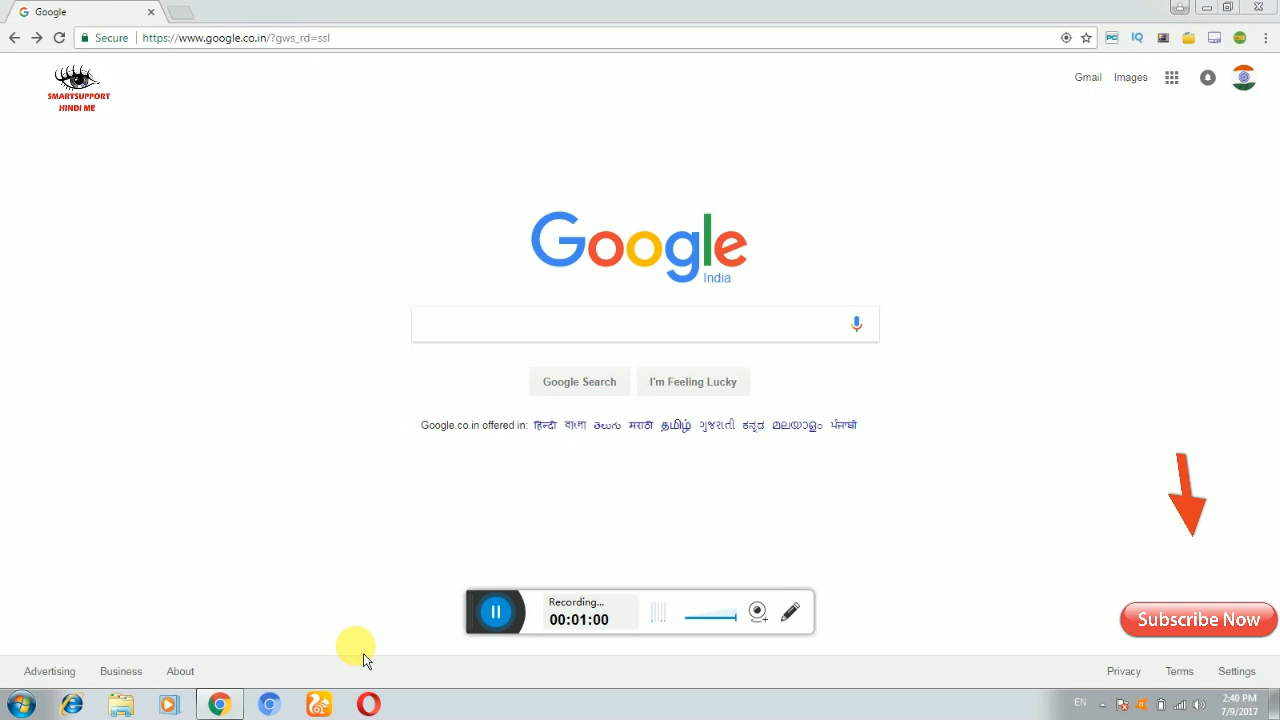 Google
Secure
https://www.google.co.in/?gws_rd=ssl
PC
IQ
SMARTSUPPORT
HINDI ME
Gmail
Images
Google
India
Google Search
I'm Feeling Lucky
Google.co.in offered in: हिन्दी বাংলা తెలుగు मराठी தமிழ் ગુજરાતી ಕನ್ನಡ മലയാളം ਪੰਜਾਬੀ
Recording...
00:01:00
Subscribe Now
Advertising
Business
About
Privacy
Terms
Settings
EN
2:40 PM
7/9/2017